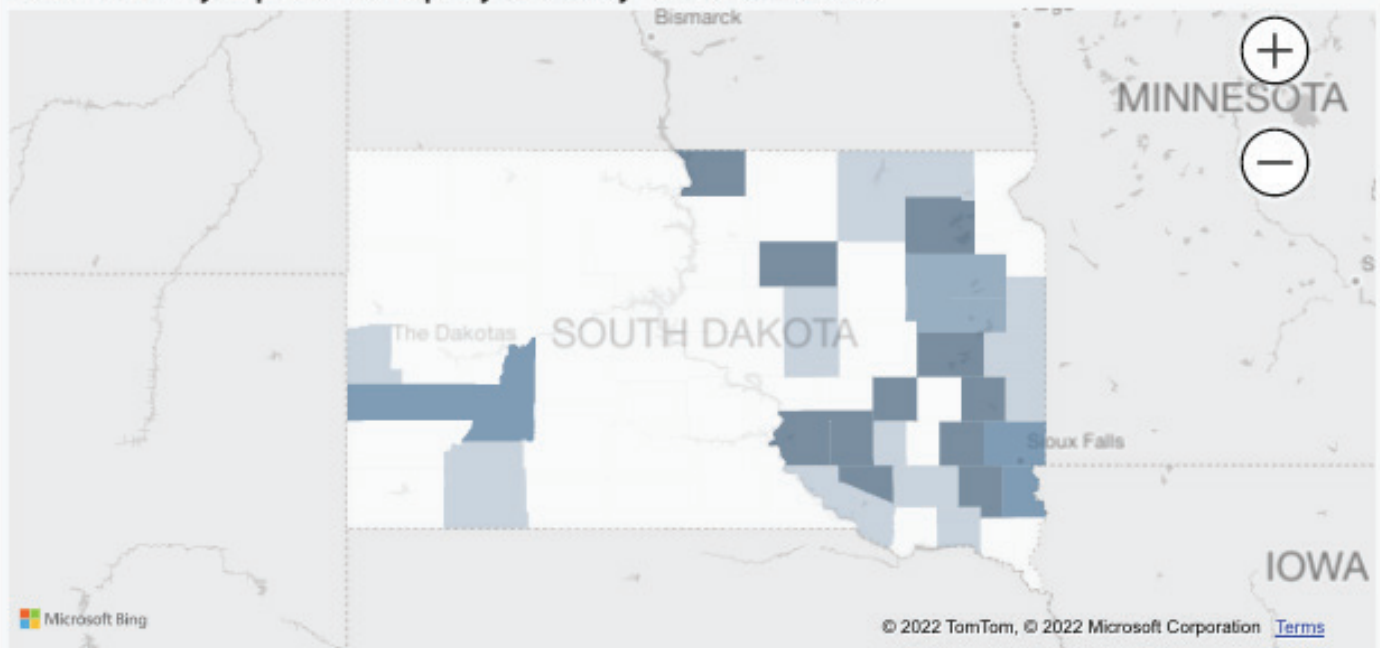 Bismarck
MINNESOTA
The Dakotas
SOUTH DAKOTA
Sioux Falls
IOWA
Microsoft Bing
© 2022 TomTom, © 2022 Microsoft Corporation Terms